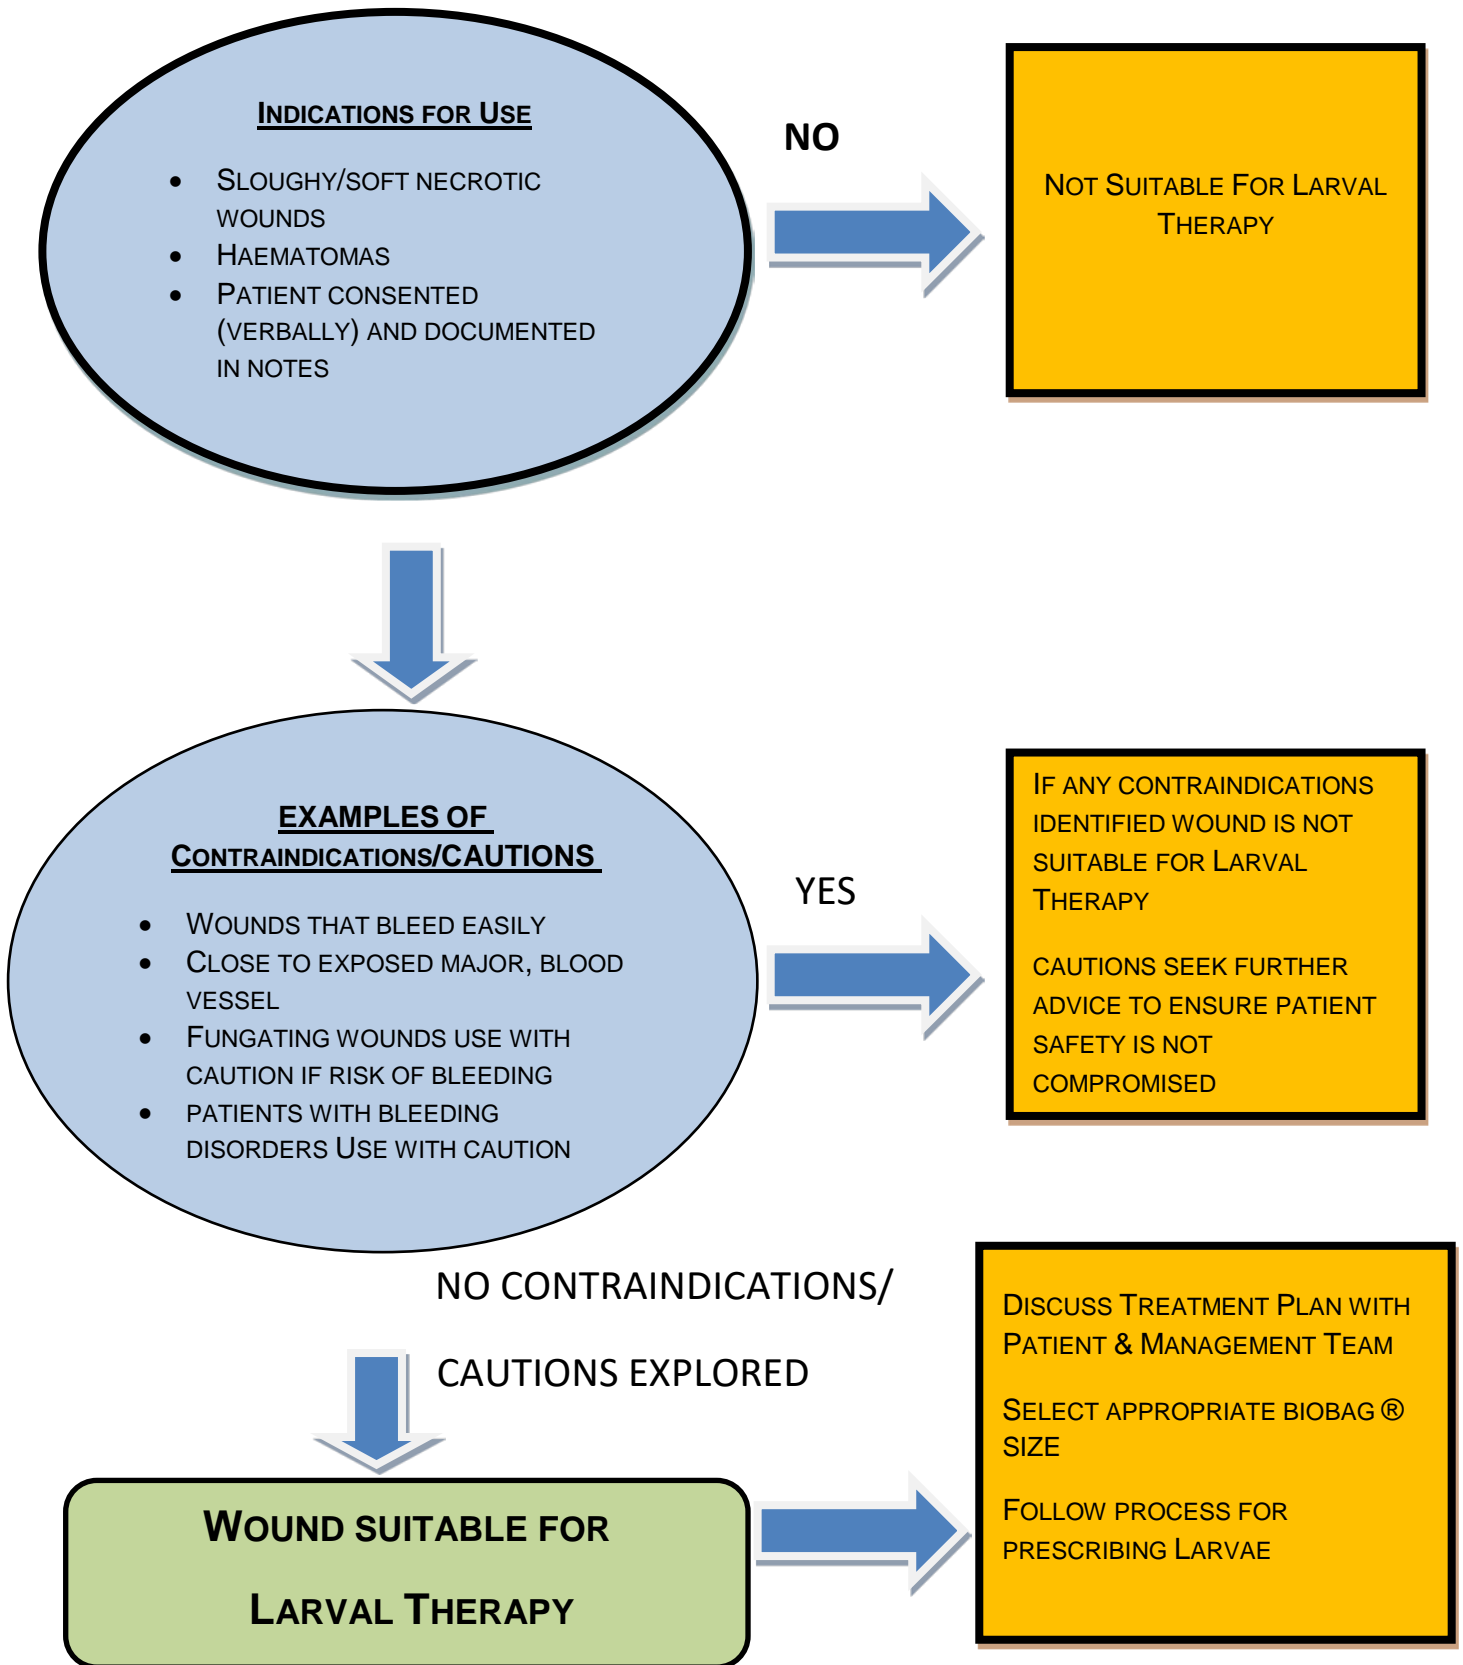 INDICATIONS FOR USE
• SLOUGHY/SOFT NECROTIC
WOUNDS
• HAEMATOMAS
• PATIENT CONSENTED
(VERBALLY) AND DOCUMENTED
IN NOTES
NO
NOT SUITABLE FOR LARVAL
THERAPY
EXAMPLES OF
CONTRAINDICATIONS/CAUTIONS
• WOUNDS THAT BLEED EASILY
• CLOSE TO EXPOSED MAJOR, BLOOD
VESSEL
• FUNGATING WOUNDS USE WITH
CAUTION IF RISK OF BLEEDING
• PATIENTS WITH BLEEDING
DISORDERS USE WITH CAUTION
YES
IF ANY CONTRAINDICATIONS
IDENTIFIED WOUND IS NOT
SUITABLE FOR LARVAL
THERAPY
CAUTIONS SEEK FURTHER
ADVICE TO ENSURE PATIENT
SAFETY IS NOT
COMPROMISED
NO CONTRAINDICATIONS/
CAUTIONS EXPLORED
WOUND SUITABLE FOR
LARVAL THERAPY
DISCUSS TREATMENT PLAN WITH
PATIENT & MANAGEMENT TEAM
SELECT APPROPRIATE BIOBAG ®
SIZE
FOLLOW PROCESS FOR
PRESCRIBING LARVAE